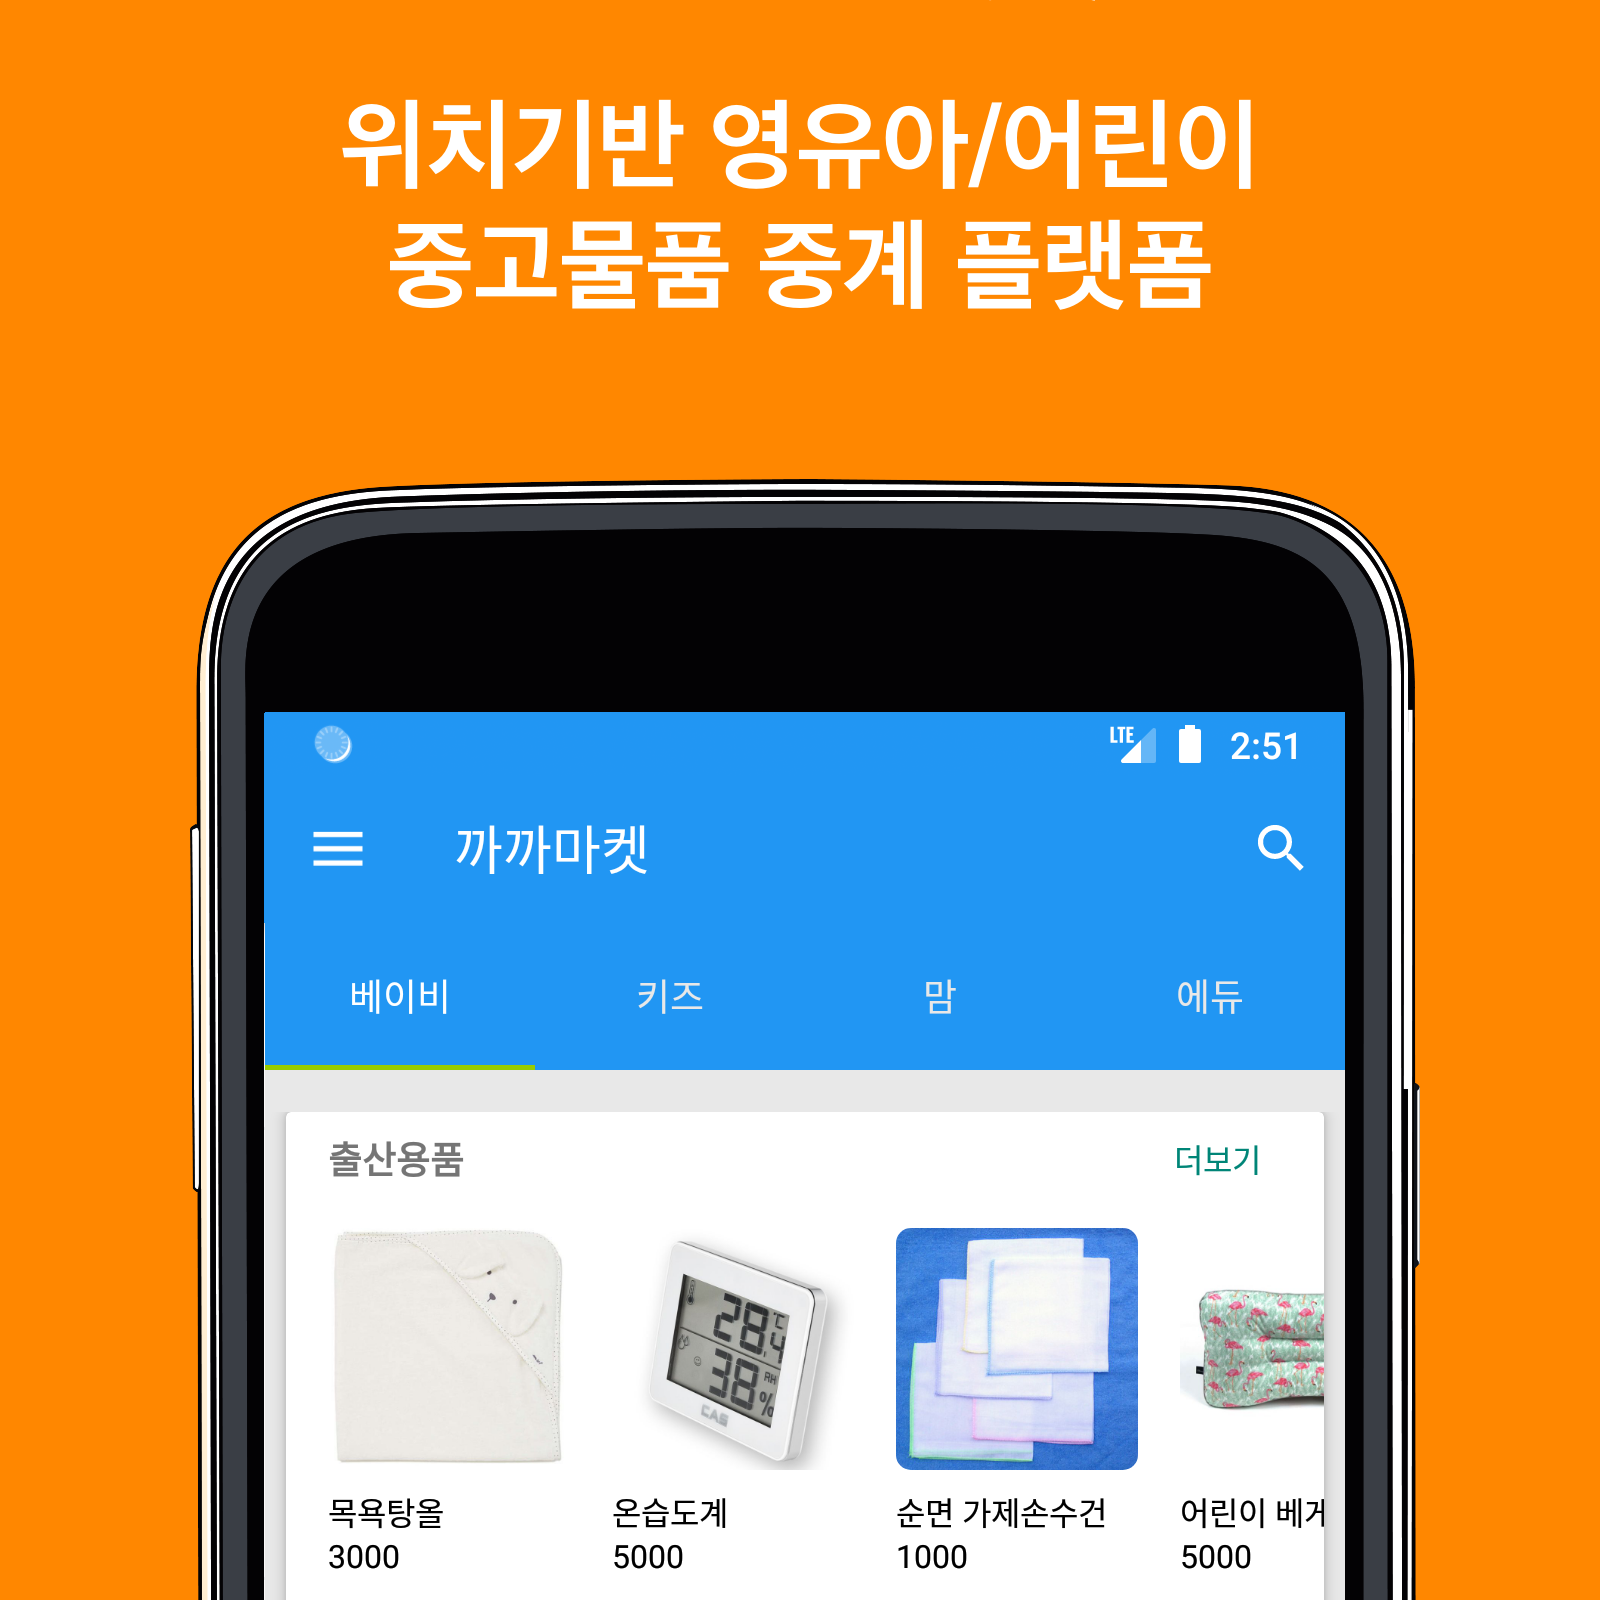 위치기반 영유아/어린이
중고물품 중계 플랫폼
LTE 2:51
까까마켓
베이비 키즈 맘 에듀
출산용품 더보기
28.4 °C
38 RH %
CAS
목욕탕올 온습도계 순면 가제손수건 어린이 베게
3000 5000 1000 5000